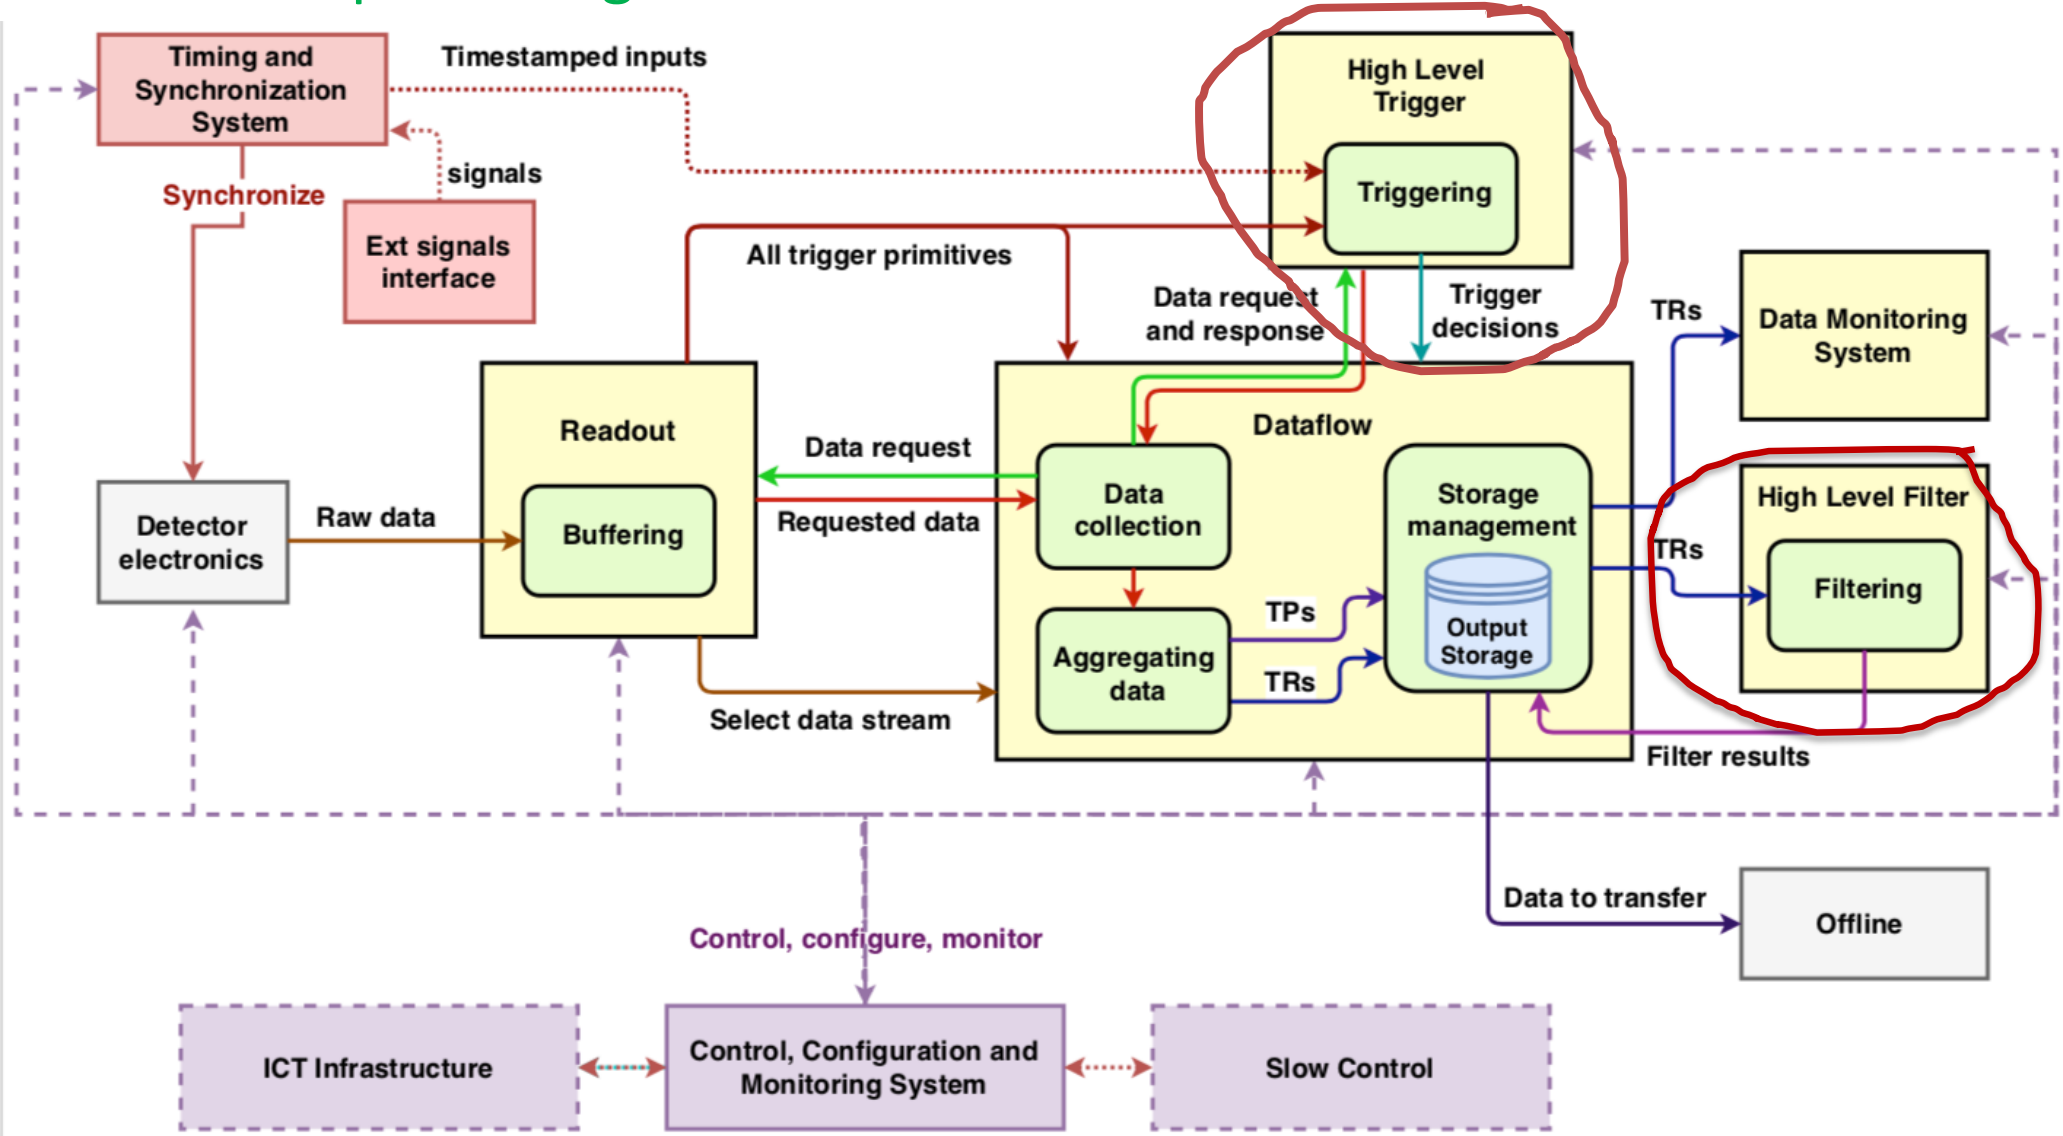 Timing and
Synchronization
System
Timestamped inputs
High Level
Trigger
Triggering
signals
Synchronize
Ext signals
interface
All trigger primitives
Data request
and response
Trigger
decisions
TRs
Data Monitoring
System
Readout
Buffering
Data request
Requested data
Dataflow
Data
collection
Storage
management
Output
Storage
High Level Filter
TRs
Filtering
Detector
electronics
Raw data
Aggregating
data
TPs
TRs
Select data stream
Filter results
Data to transfer
Offline
Control, configure, monitor
ICT Infrastructure
Control, Configuration and
Monitoring System
Slow Control